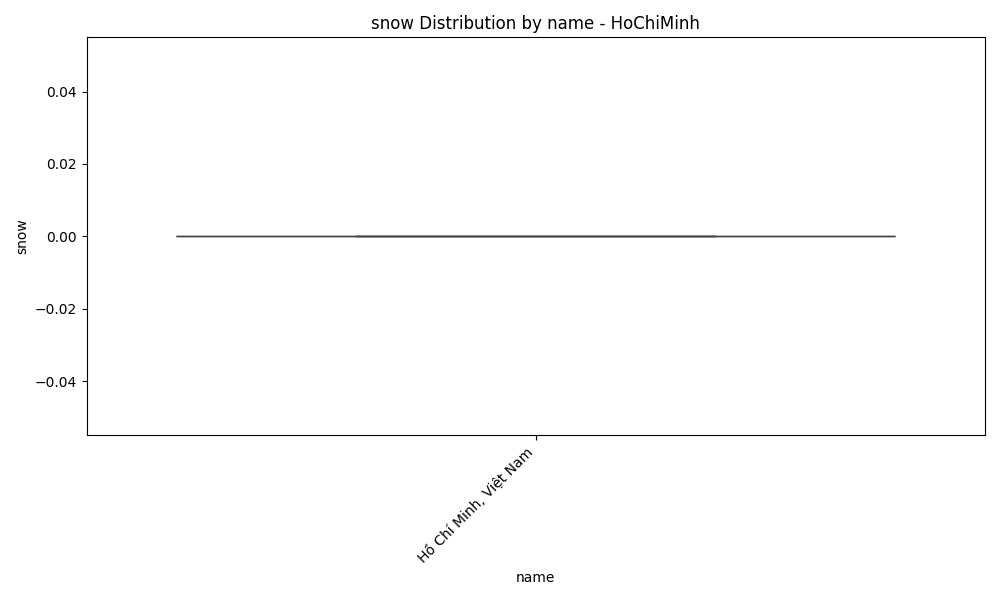 snow Distribution by name - HoChiMinh
snow
0.04
0.02
0.00
−0.02
−0.04
Hồ Chí Minh, Việt Nam
name